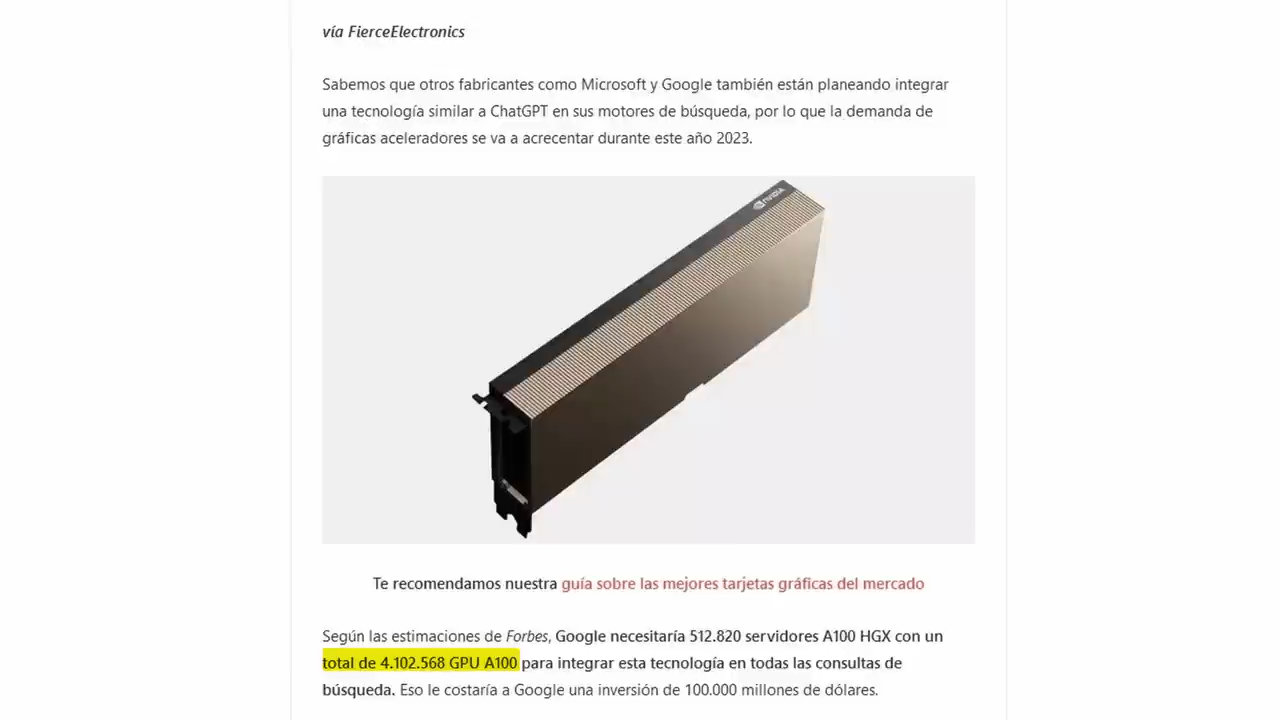 vía FierceElectronics
Sabemos que otros fabricantes como Microsoft y Google también están planeando integrar
una tecnología similar a ChatGPT en sus motores de búsqueda, por lo que la demanda de
gráficas aceleradores se va a acrecentar durante este año 2023.
NVIDIA
Te recomendamos nuestra guía sobre las mejores tarjetas gráficas del mercado
Según las estimaciones de Forbes, Google necesitaría 512.820 servidores A100 HGX con un
total de 4.102.568 GPU A100 para integrar esta tecnología en todas las consultas de
búsqueda. Eso le costaría a Google una inversión de 100.000 millones de dólares.